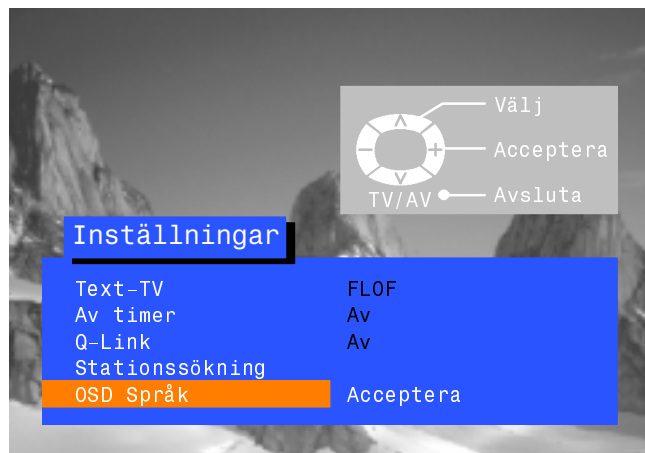 Välj
Acceptera
TV/AV Avsluta
Inställningar
Text-TV FLOF
Av timer Av
Q-Link Av
Stationssökning
OSD Språk Acceptera